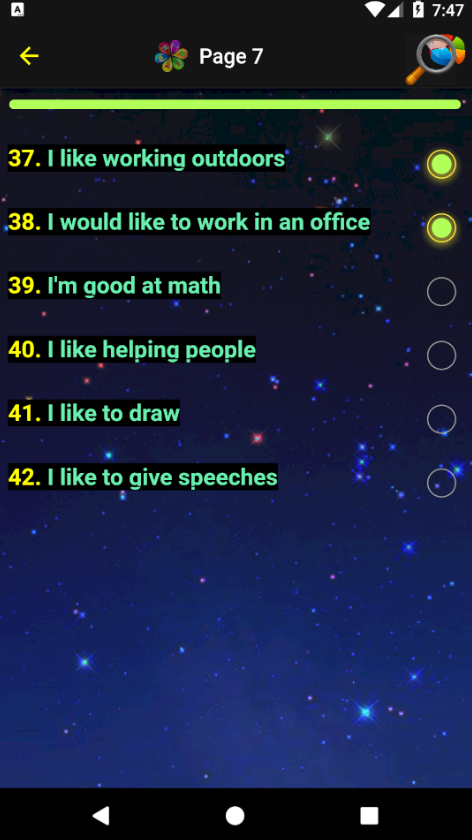 A
7:47
Page 7
37. I like working outdoors
38. I would like to work in an office
39. I'm good at math
40. I like helping people
41. I like to draw
42. I like to give speeches